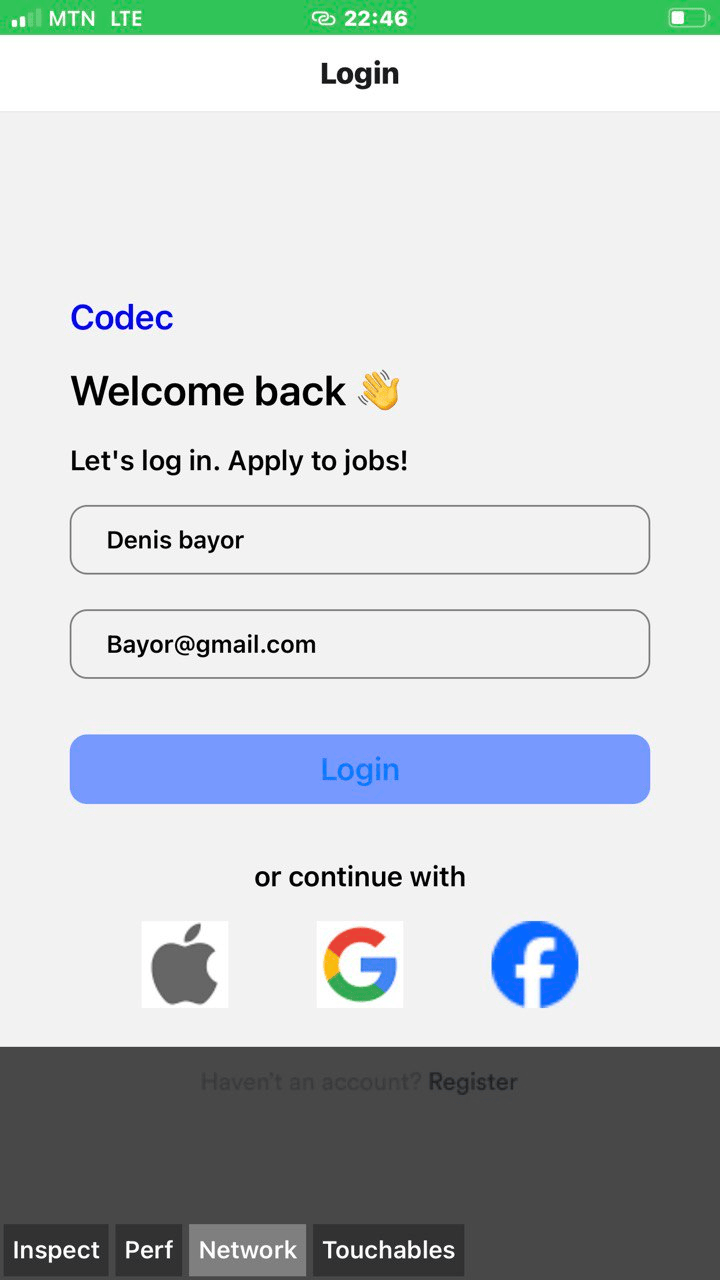 MTN LTE 22:46
Login
Codec
Welcome back 👋
Let's log in. Apply to jobs!
Denis bayor
Bayor@gmail.com
Login
or continue with
Haven't an account? Register
Inspect Perf Network Touchables